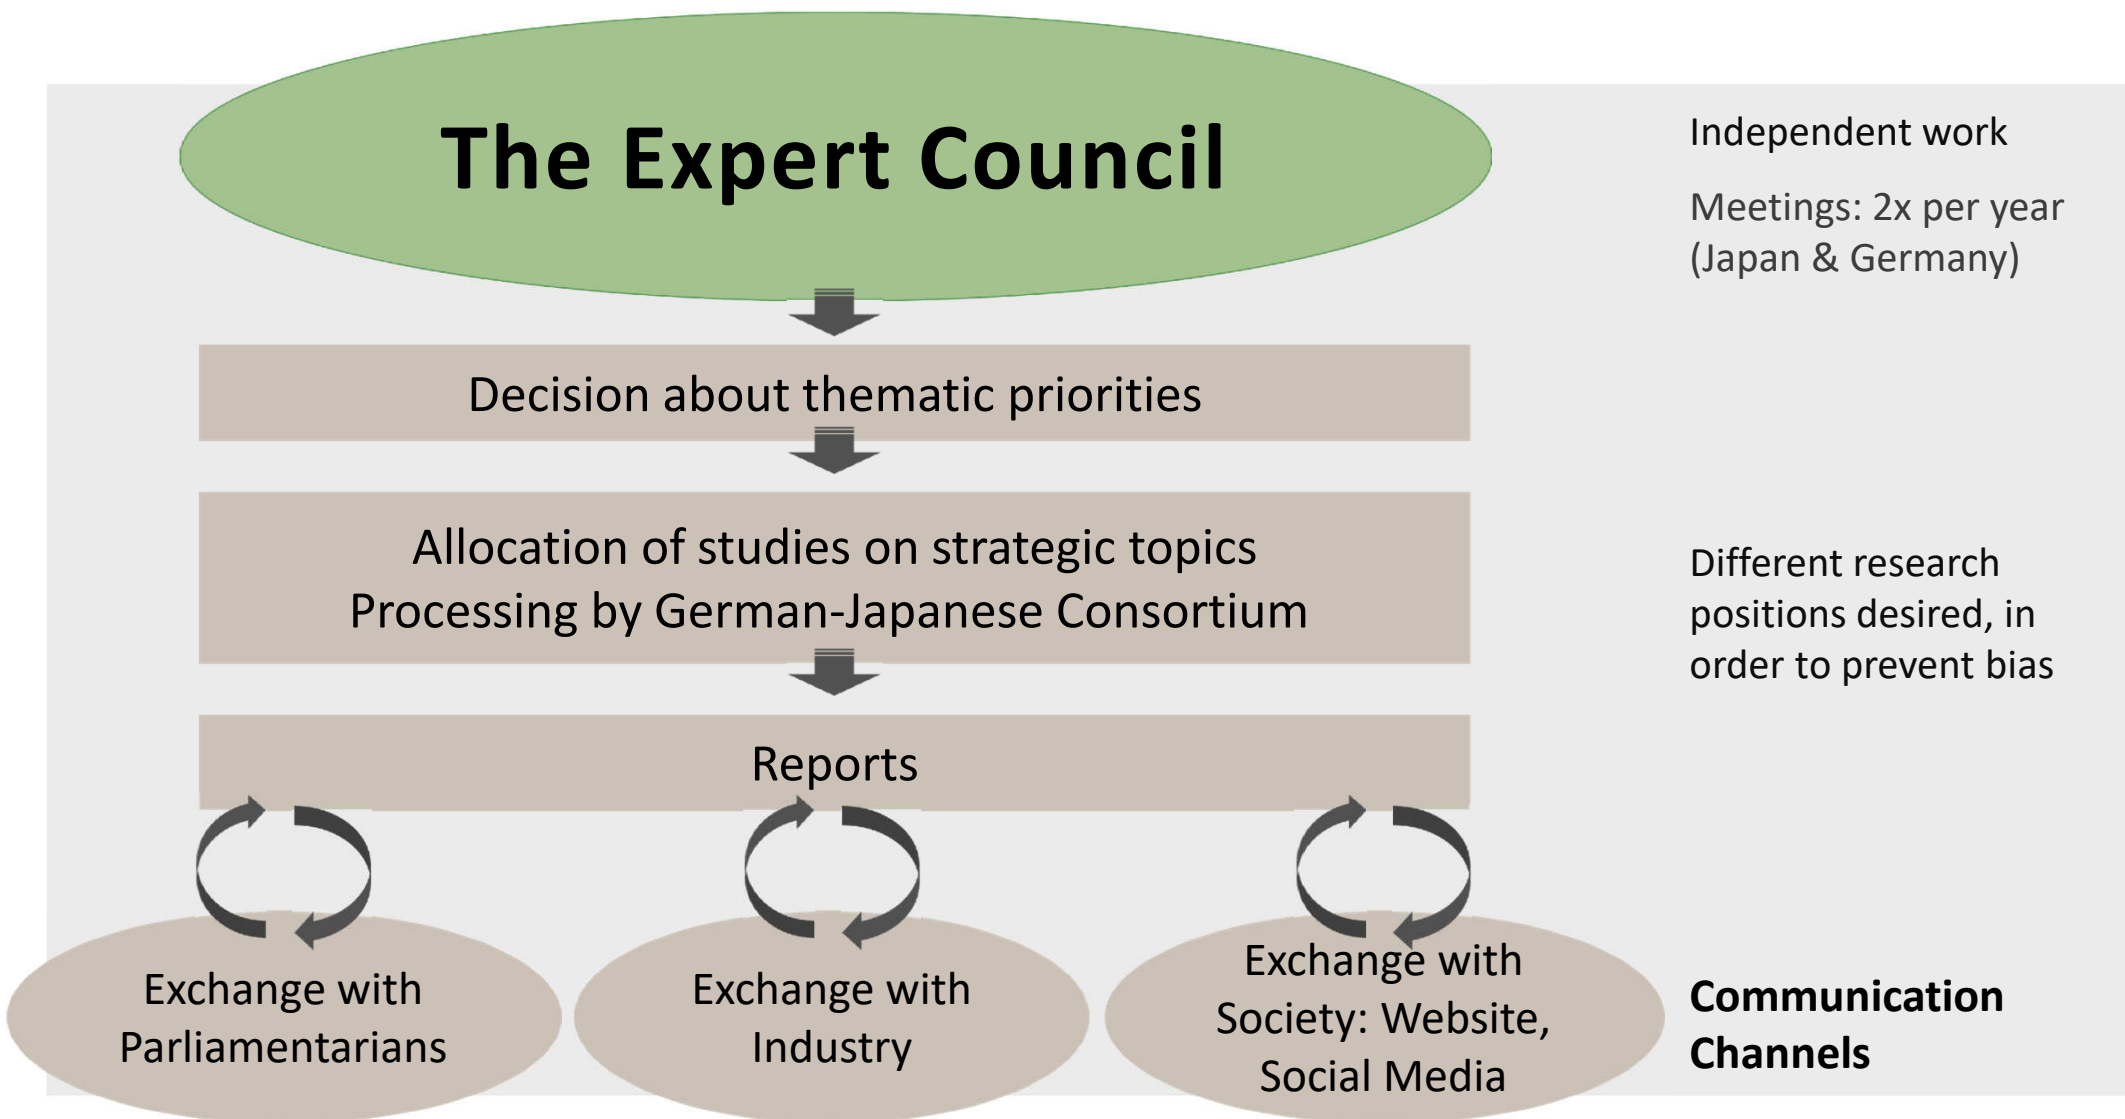 The Expert Council
Independent work
Meetings: 2x per year
(Japan & Germany)
Decision about thematic priorities
Allocation of studies on strategic topics
Processing by German-Japanese Consortium
Different research
positions desired, in
order to prevent bias
Reports
Exchange with
Parliamentarians
Exchange with
Industry
Exchange with
Society: Website,
Social Media
Communication
Channels